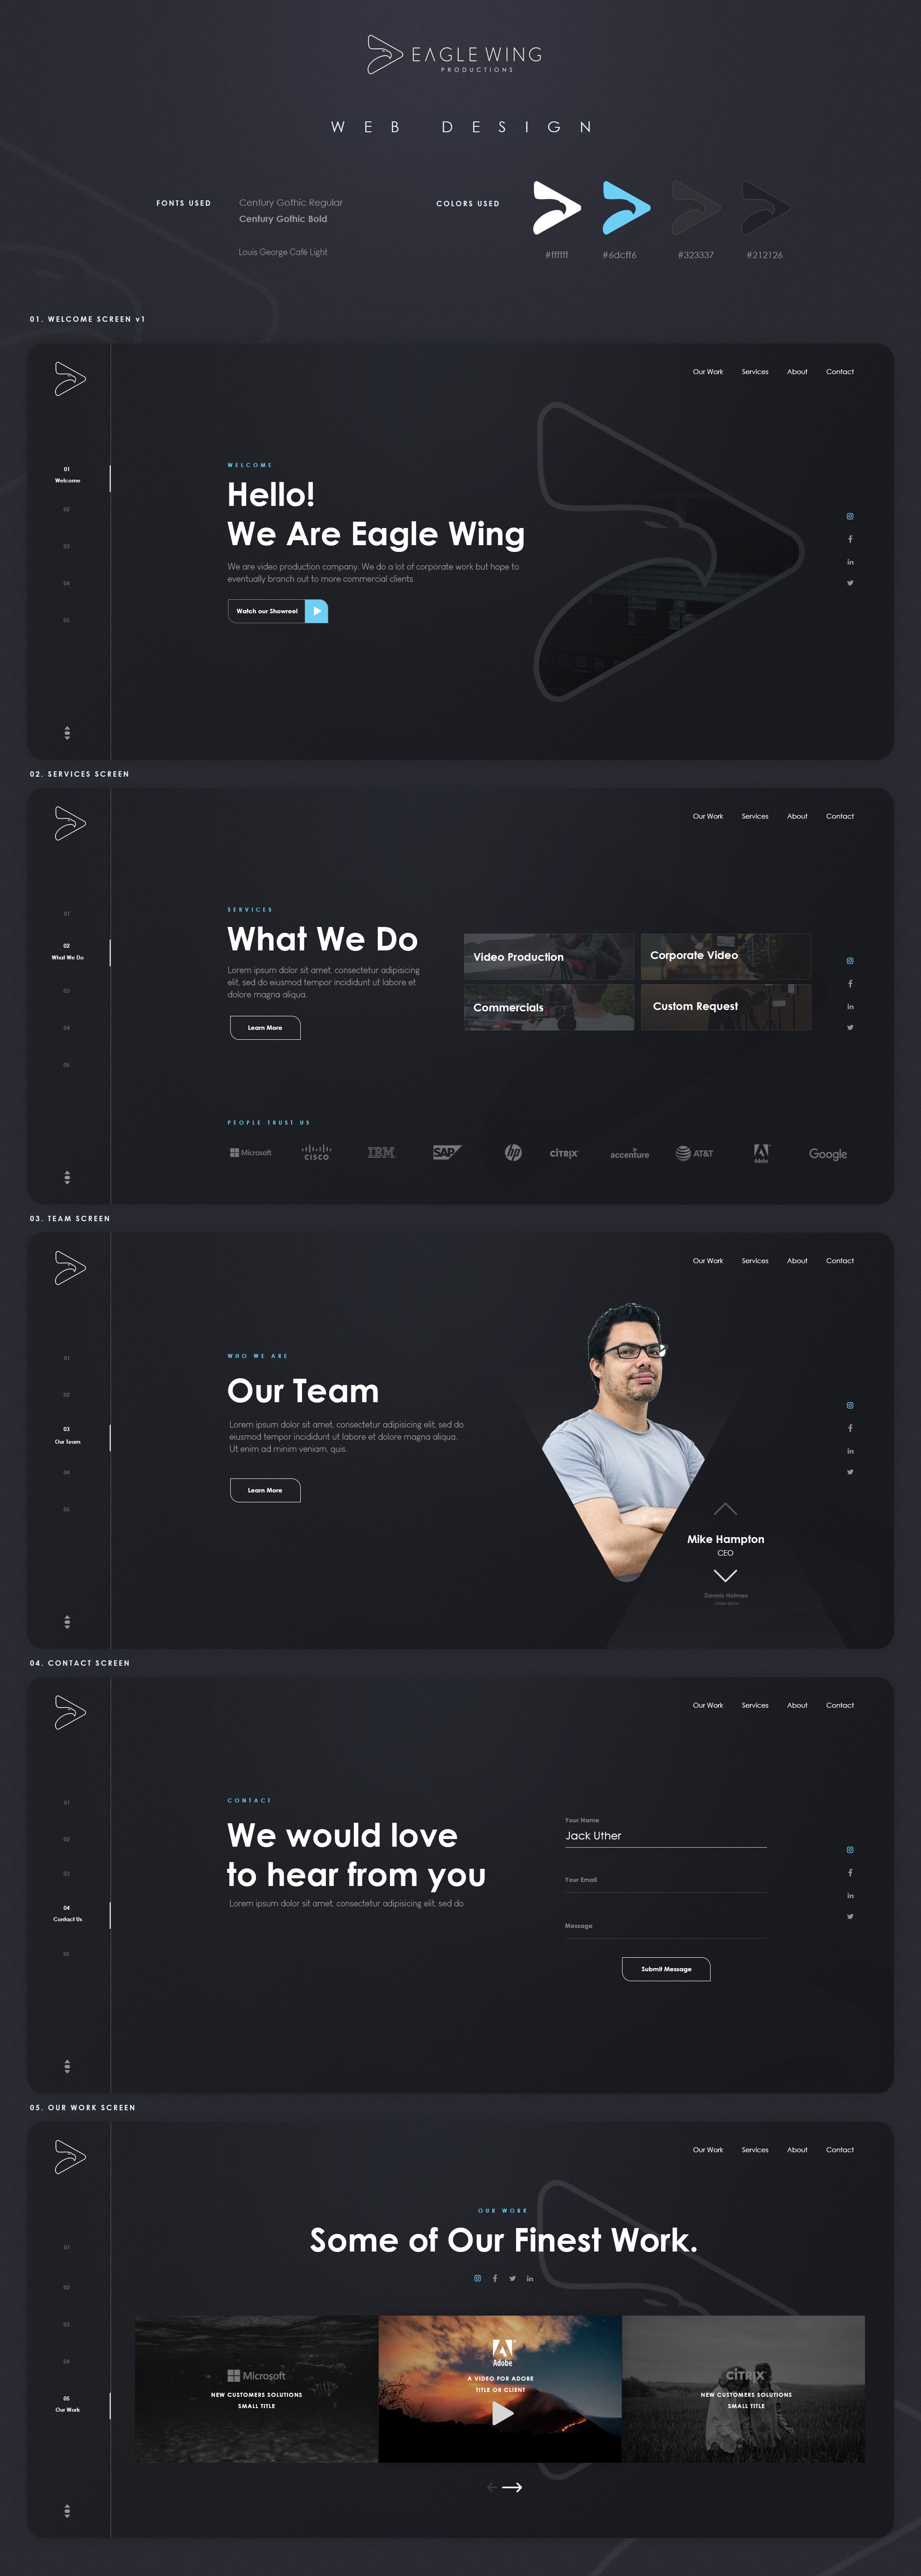 EAGLE WING
PRODUCTIONS
WEB DESIGN
FONTS USED
Century Gothic Regular
Century Gothic Bold
Louis George Café Light
COLORS USED
#ffffff
#6dcff6
#323337
#212126
01. WELCOME SCREEN v1
Our Work Services About Contact
01
Welcome
02
03
04
05
WELCOME
Hello!
We Are Eagle Wing
We are video production company. We do a lot of corporate work but hope to
eventually branch out to more commercial clients
Watch our Showreel
02. SERVICES SCREEN
Our Work Services About Contact
01
02
What We Do
03
04
05
SERVICES
What We Do
Lorem ipsum dolor sit amet, consectetur adipisicing
elit, sed do eiusmod tempor incididunt ut labore et
dolore magna aliqua.
Learn More
Video Production
Corporate Video
Commercials
Custom Request
PEOPLE TRUST US
Microsoft
CISCO
IBM
SAP
hp
CITRIX
accenture
AT&T
Adobe
Google
03. TEAM SCREEN
Our Work Services About Contact
01
02
03
Our Team
04
05
WHO WE ARE
Our Team
Lorem ipsum dolor sit amet, consectetur adipisicing elit, sed do
eiusmod tempor incididunt ut labore et dolore magna aliqua.
Ut enim ad minim veniam, quis.
Learn More
Mike Hampton
CEO
Dennis Holmes
Video Editor
04. CONTACT SCREEN
Our Work Services About Contact
01
02
03
04
Contact Us
05
CONTACT
We would love
to hear from you
Lorem ipsum dolor sit amet, consectetur adipisicing elit, sed do
Your Name
Jack Uther
Your Email
Message
Submit Message
05. OUR WORK SCREEN
Our Work Services About Contact
01
02
03
04
05
Our Work
OUR WORK
Some of Our Finest Work.
Microsoft
NEW CUSTOMERS SOLUTIONS
SMALL TITLE
Adobe
A VIDEO FOR ADOBE
TITLE OR CLIENT
CITRIX
NEW CUSTOMERS SOLUTIONS
SMALL TITLE